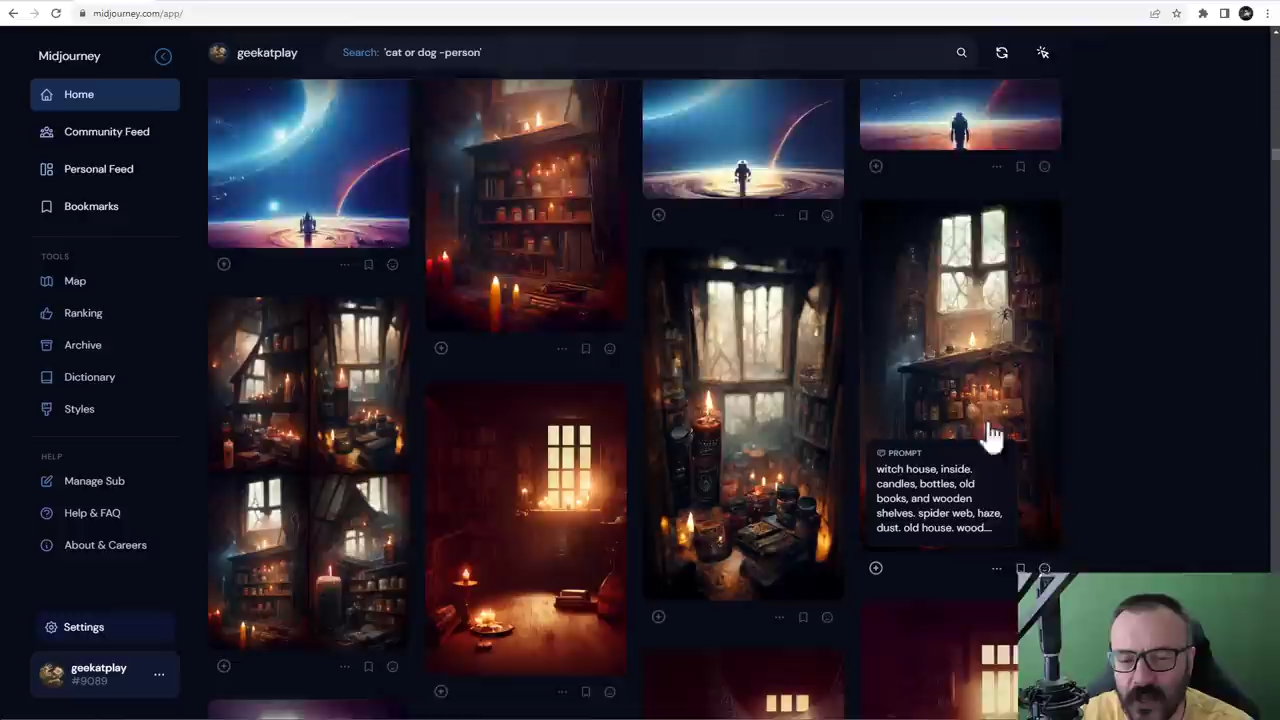 midjourney.com/app/
Midjourney
geekatplay
Search: 'cat or dog -person'
Home
Community Feed
Personal Feed
Bookmarks
TOOLS
Map
Ranking
Archive
Dictionary
Styles
HELP
Manage Sub
Help & FAQ
About & Careers
Settings
geekatplay
#9089
PROMPT
witch house, inside.
candles, bottles, old
books, and wooden
shelves. spider web, haze,
dust. old house. wood...